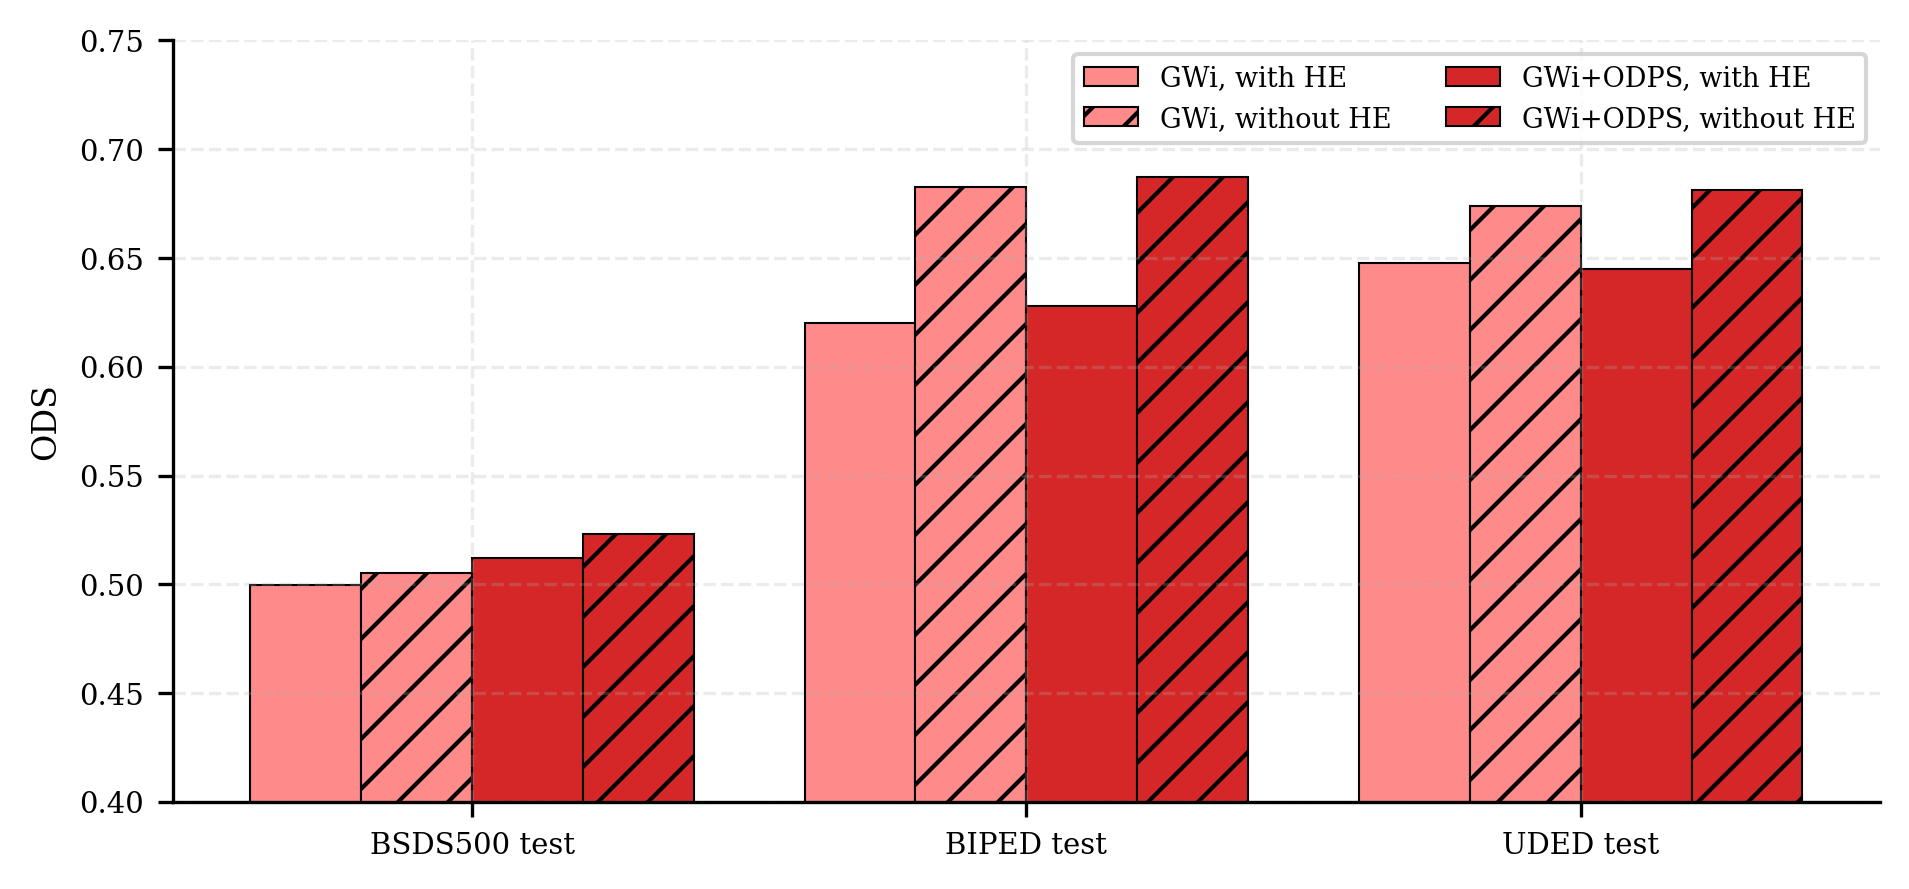 0.75
0.70
0.65
0.60
0.55
0.50
0.45
0.40
ODS
GWi, with HE
GWi, without HE
GWi+ODPS, with HE
GWi+ODPS, without HE
BSDS500 test
BIPED test
UDED test